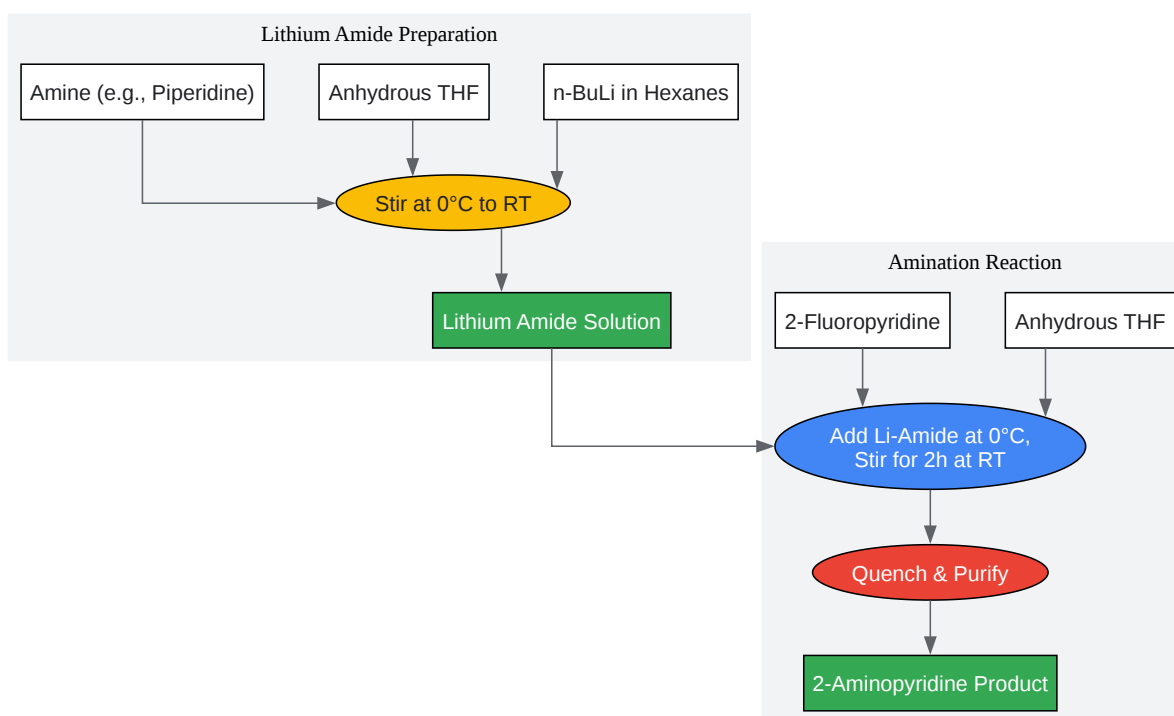 Lithium Amide Preparation
Amine (e.g., Piperidine)
Anhydrous THF
n-BuLi in Hexanes
Stir at 0°C to RT
Lithium Amide Solution
Amination Reaction
2-Fluoropyridine
Anhydrous THF
Add Li-Amide at 0°C,
Stir for 2h at RT
Quench & Purify
2-Aminopyridine Product